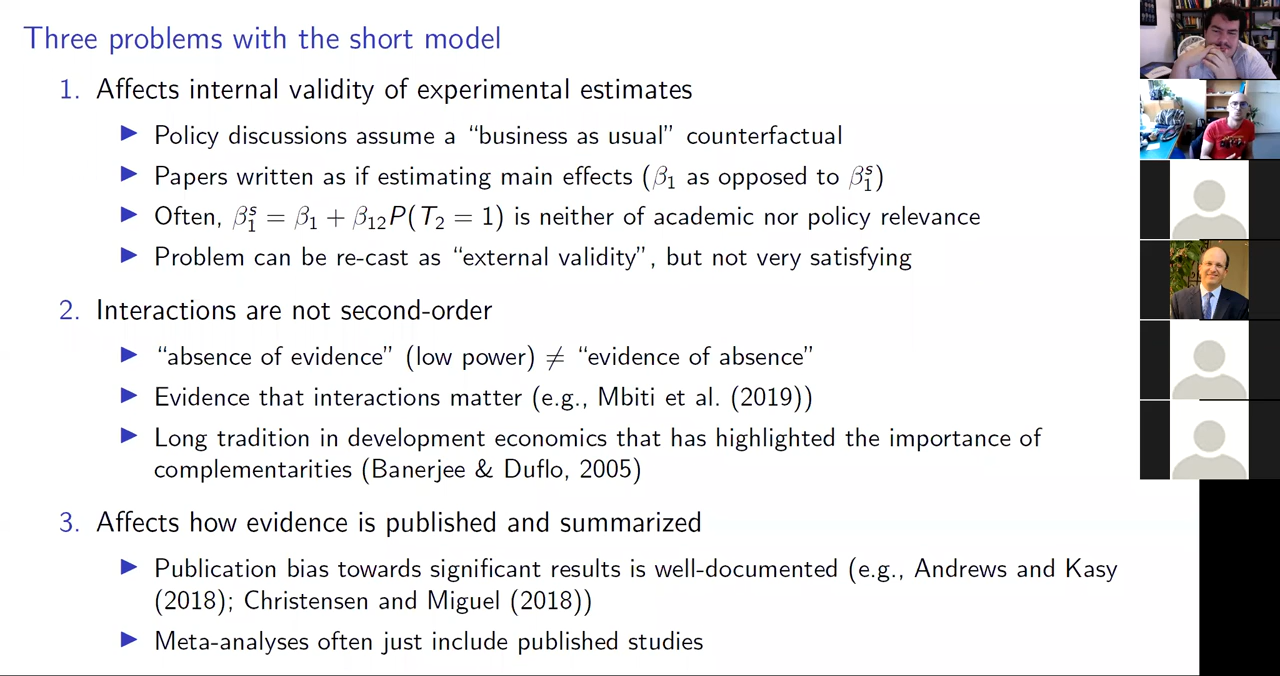 Three problems with the short model
1. Affects internal validity of experimental estimates
▶ Policy discussions assume a “business as usual” counterfactual
▶ Papers written as if estimating main effects (β₁ as opposed to β₁ˢ)
▶ Often, β₁ˢ = β₁ + β₁₂P(T₂ = 1) is neither of academic nor policy relevance
▶ Problem can be re-cast as “external validity”, but not very satisfying
2. Interactions are not second-order
▶ “absence of evidence” (low power) ≠ “evidence of absence”
▶ Evidence that interactions matter (e.g., Mbiti et al. (2019))
▶ Long tradition in development economics that has highlighted the importance of
complementarities (Banerjee & Duflo, 2005)
3. Affects how evidence is published and summarized
▶ Publication bias towards significant results is well-documented (e.g., Andrews and Kasy
(2018); Christensen and Miguel (2018))
▶ Meta-analyses often just include published studies